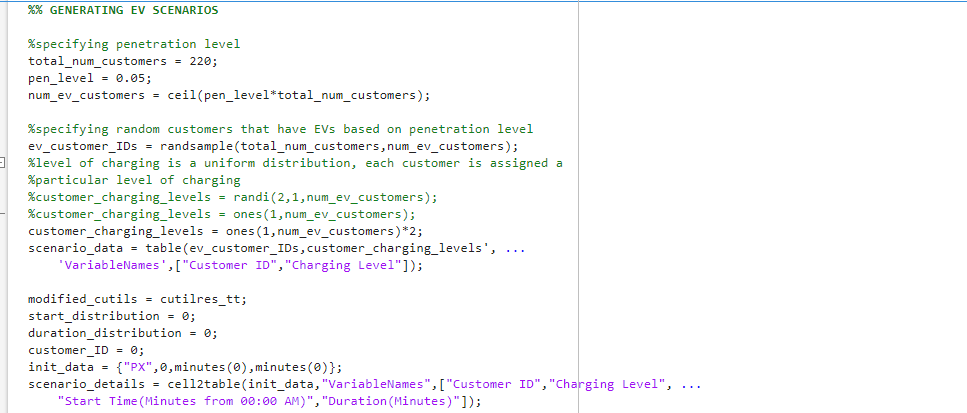 %% GENERATING EV SCENARIOS
%specifying penetration level
total_num_customers = 220;
pen_level = 0.05;
num_ev_customers = ceil(pen_level*total_num_customers);
%specifying random customers that have EVs based on penetration level
ev_customer_IDs = randsample(total_num_customers,num_ev_customers);
%level of charging is a uniform distribution, each customer is assigned a
%particular level of charging
%customer_charging_levels = randi(2,1,num_ev_customers);
%customer_charging_levels = ones(1,num_ev_customers);
customer_charging_levels = ones(1,num_ev_customers)*2;
scenario_data = table(ev_customer_IDs,customer_charging_levels', ...
    'VariableNames',["Customer ID","Charging Level"]);
modified_cutils = cutilres_tt;
start_distribution = 0;
duration_distribution = 0;
customer_ID = 0;
init_data = {"PX",0,minutes(0),minutes(0)};
scenario_details = cell2table(init_data,"VariableNames",["Customer ID","Charging Level", ...
    "Start Time(Minutes from 00:00 AM)","Duration(Minutes)"]);